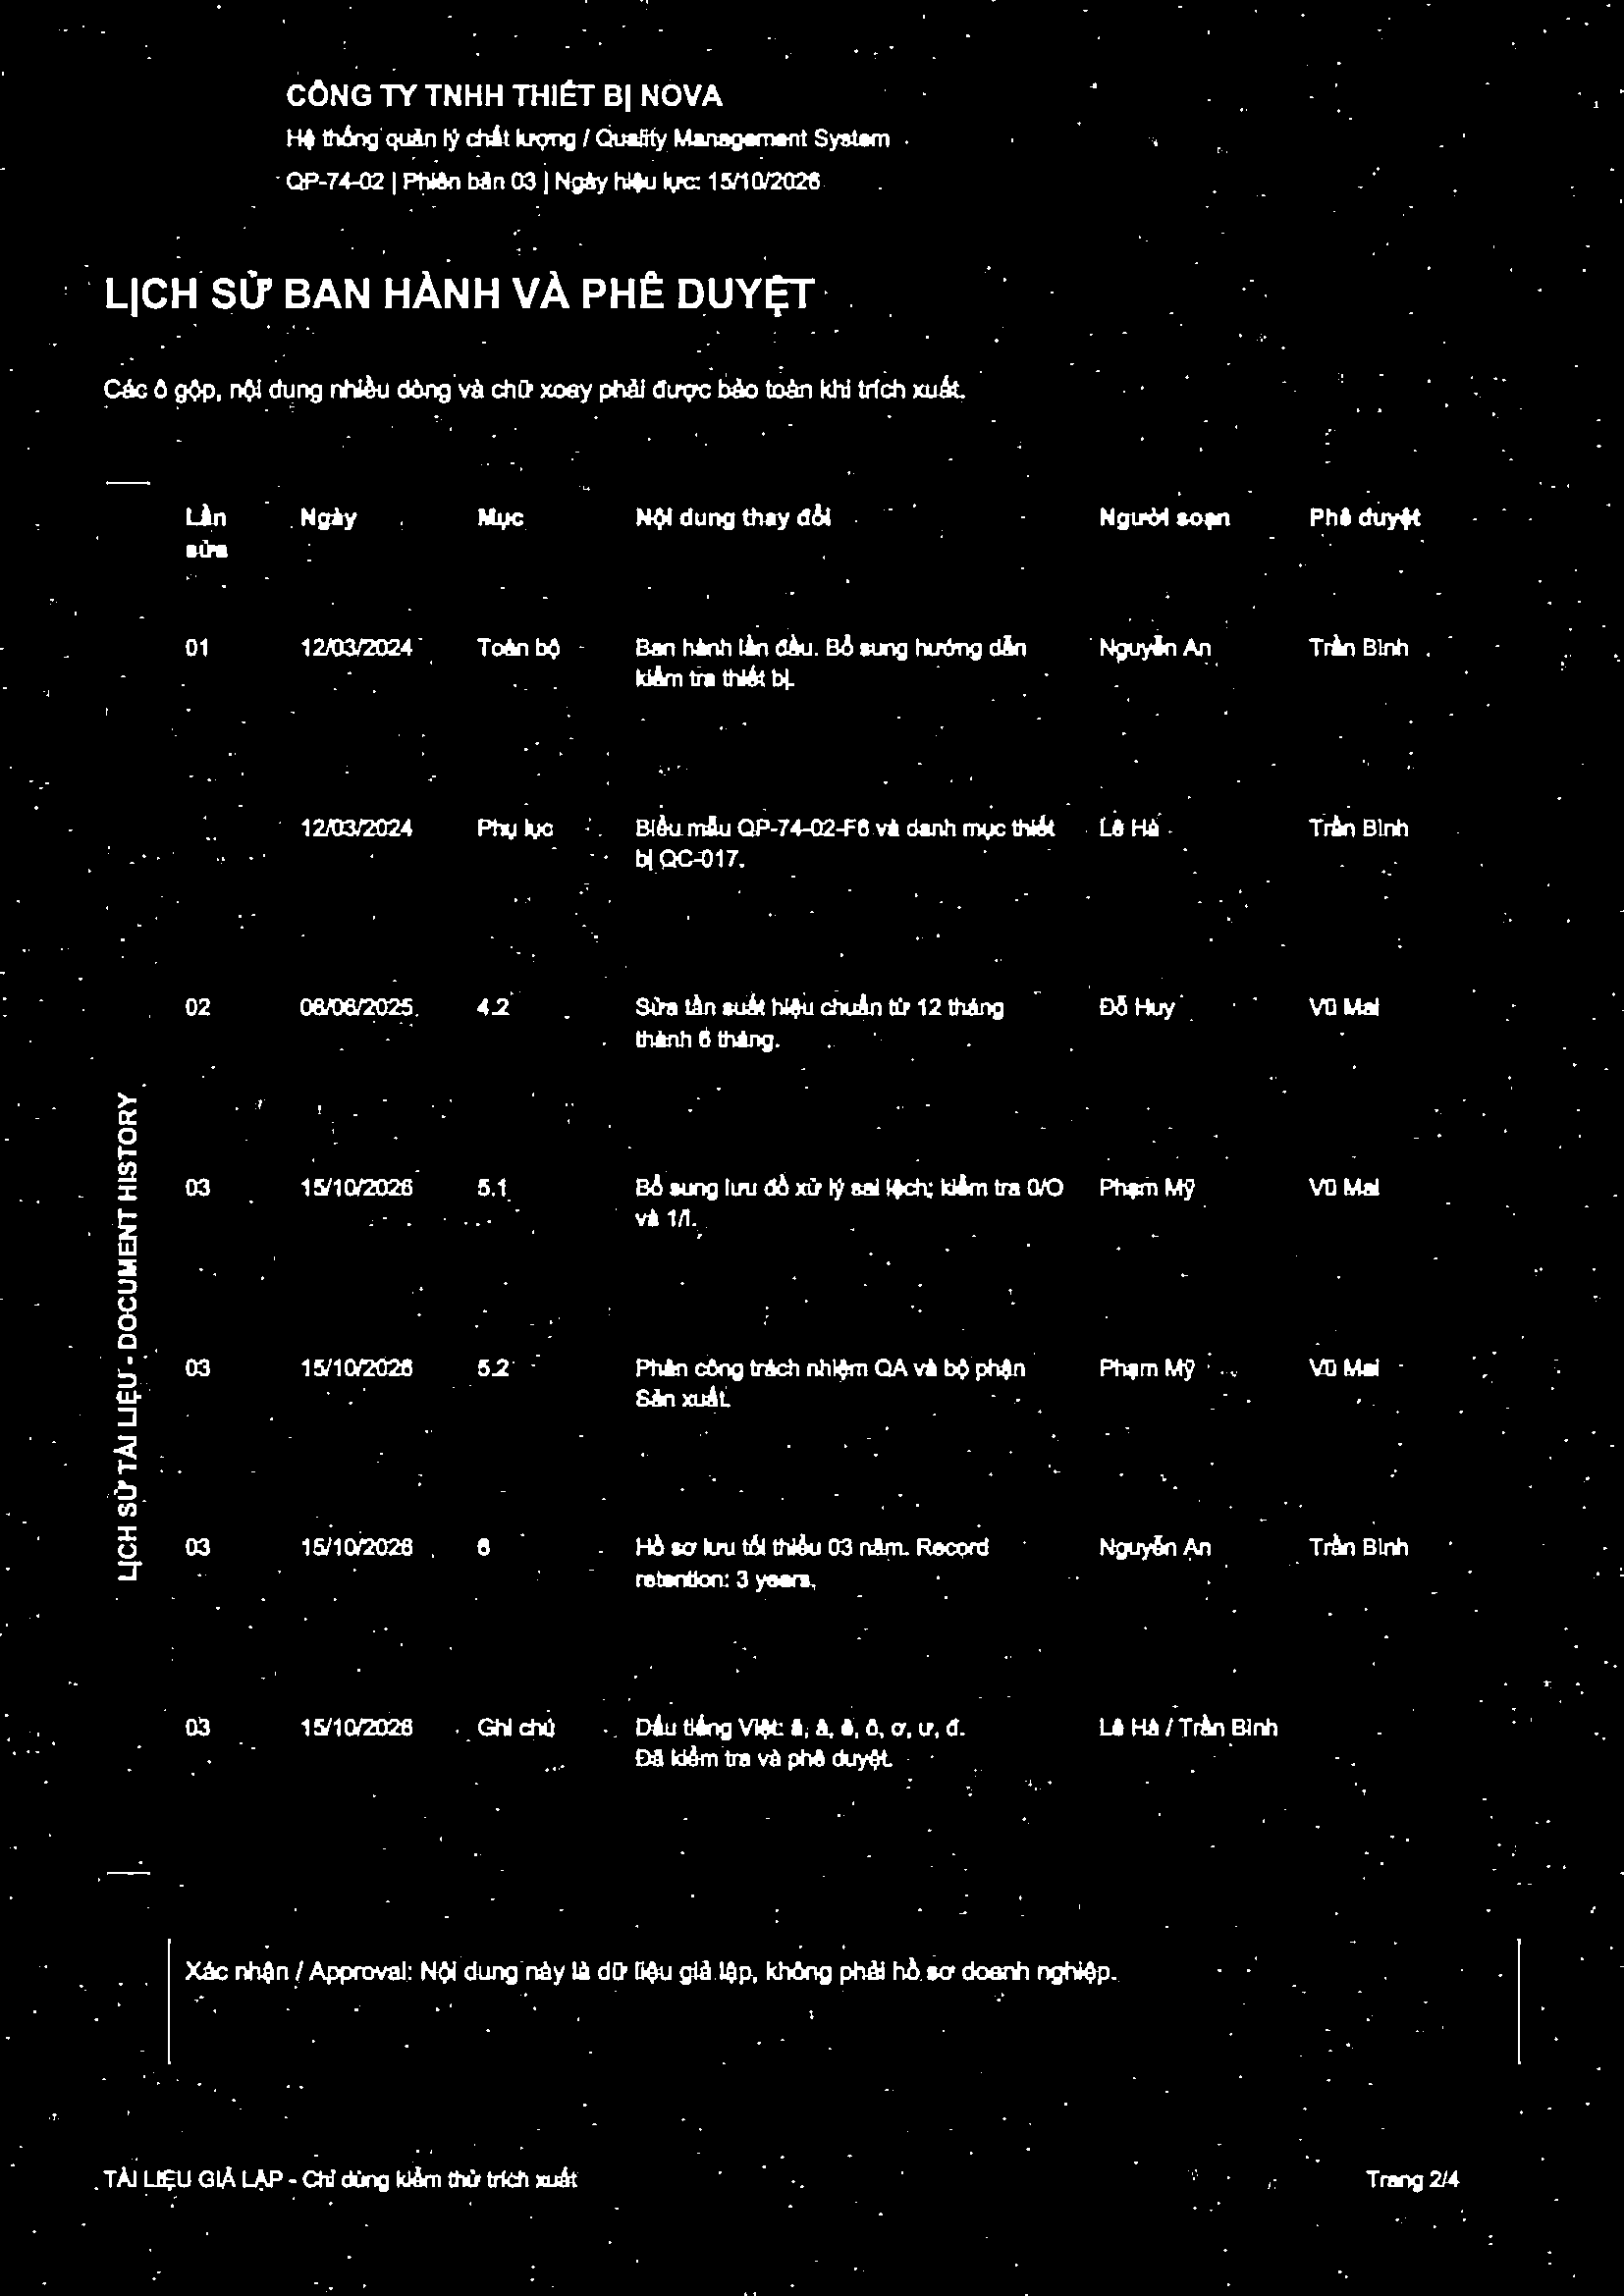 CÔNG TY TNHH THIẾT BỊ NOVA
Hệ thống quản lý chất lượng / Quality Management System
QP-74-02 | Phiên bản 03 | Ngày hiệu lực: 15/10/2026
LỊCH SỬ BAN HÀNH VÀ PHÊ DUYỆT
Các ô gộp, nội dung nhiều dòng và chữ xoay phải được bảo toàn khi trích xuất.
LỊCH SỬ TÀI LIỆU - DOCUMENT HISTORY
Lần sửa Ngày Mục Nội dung thay đổi Người soạn Phê duyệt
01 12/03/2024 Toàn bộ Ban hành lần đầu. Bổ sung hướng dẫn Nguyễn An Trần Bình
kiểm tra thiết bị.
12/03/2024 Phụ lục Biểu mẫu QP-74-02-F6 và danh mục thiết Lê Hà Trần Bình
bị QC-017.
02 08/06/2025 4.2 Sửa tần suất hiệu chuẩn từ 12 tháng Đỗ Huy Vũ Mai
thành 6 tháng.
03 15/10/2026 5.1 Bổ sung lưu đồ xử lý sai lệch; kiểm tra 0/O Phạm Mỹ Vũ Mai
và 1/I.
03 15/10/2026 5.2 Phân công trách nhiệm QA và bộ phận Phạm Mỹ Vũ Mai
Sản xuất.
03 15/10/2026 6 Hồ sơ lưu tối thiểu 03 năm. Record Nguyễn An Trần Bình
retention: 3 years.
03 15/10/2026 Ghi chú Dấu tiếng Việt: ă, â, ê, ô, ơ, ư, đ. Lê Hà / Trần Bình
Đã kiểm tra và phê duyệt.
Xác nhận / Approval: Nội dung này là dữ liệu giả lập, không phải hồ sơ doanh nghiệp.
TÀI LIỆU GIẢ LẬP - Chỉ dùng kiểm thử trích xuất
Trang 2/4